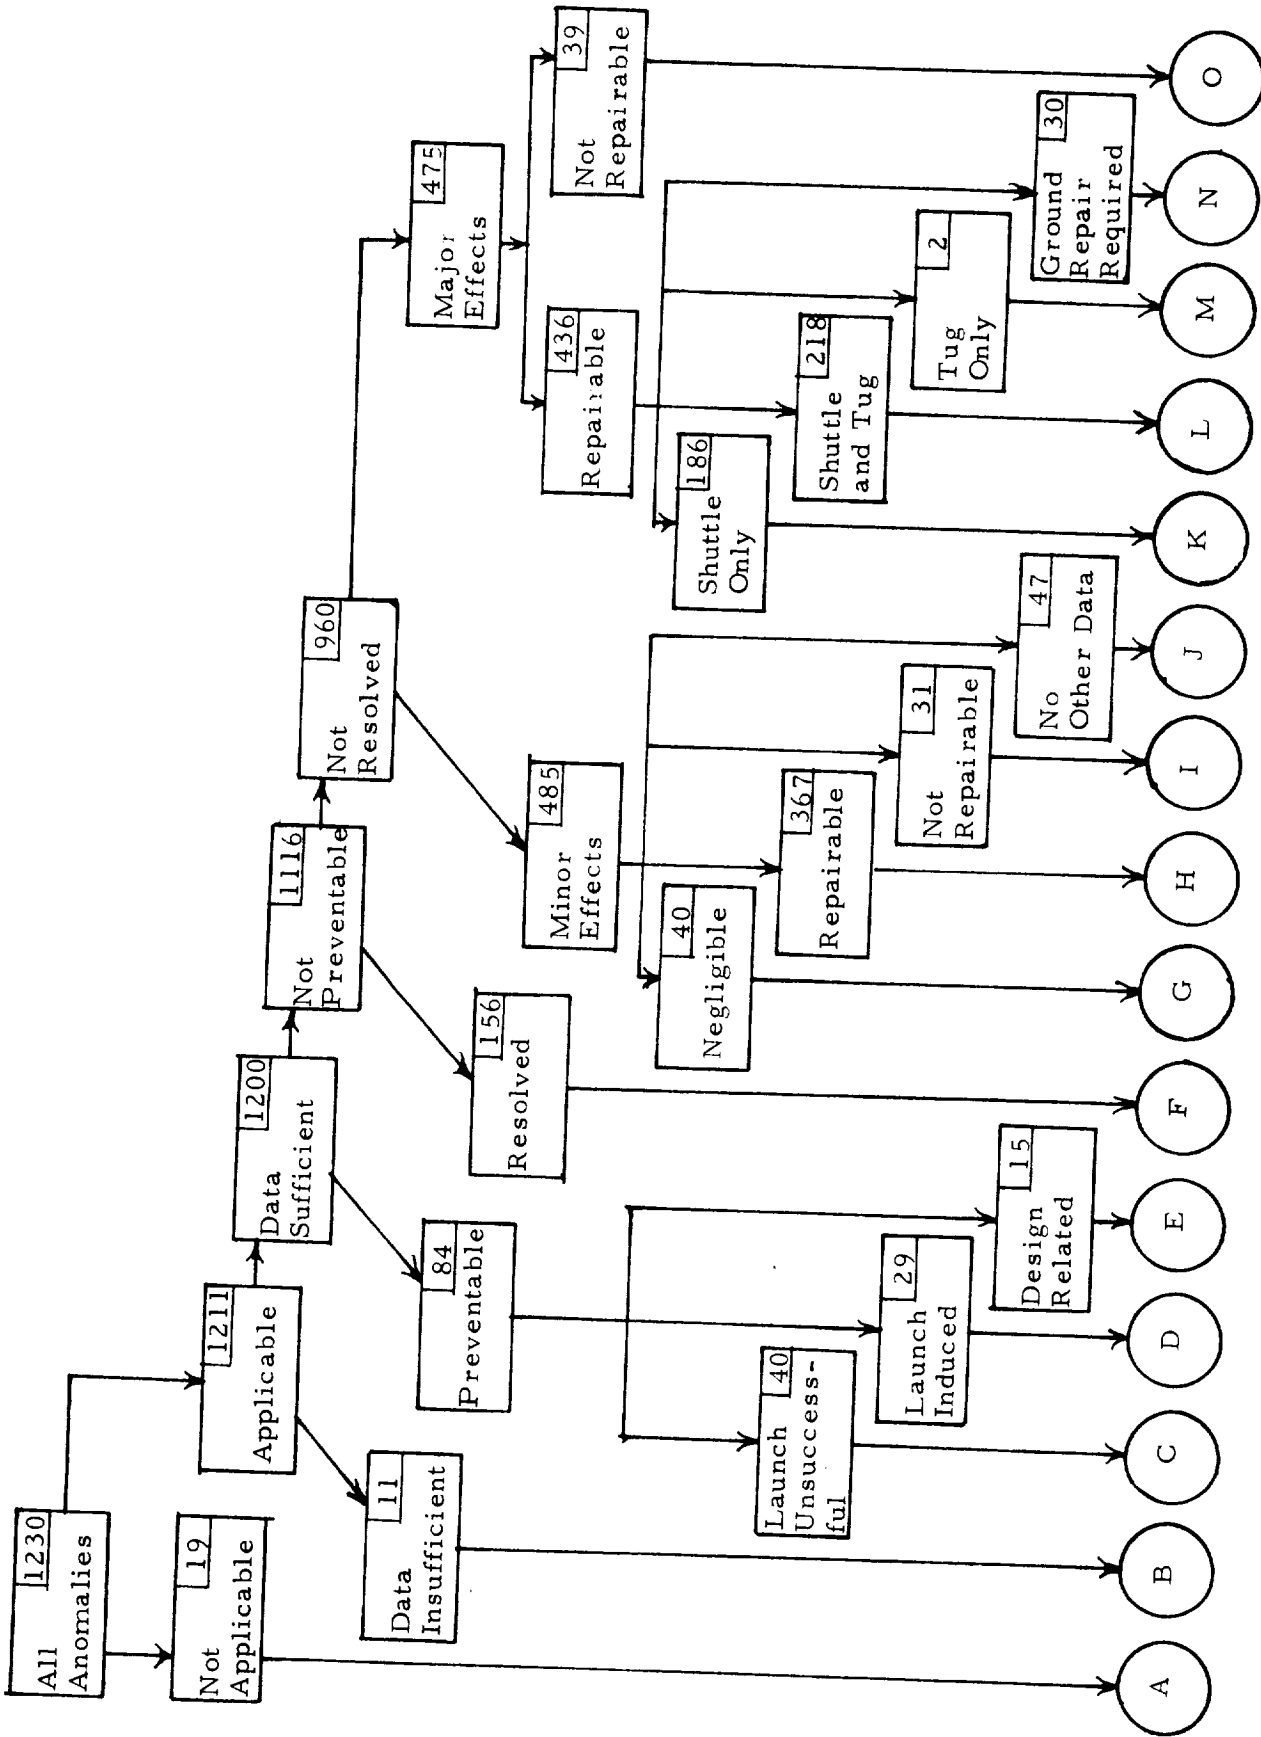 1230
All
Anomalies
19
Not
Applicable
1211
Applicable
11
Data
Insufficient
1200
Data
Sufficient
84
Preventable
40
Launch
Unsuccess-
ful
29
Launch
Induced
15
Design
Related
1116
Not
Preventable
156
Resolved
960
Not
Resolved
485
Minor
Effects
40
Negligible
367
Repairable
31
Not
Repairable
47
No
Other Data
475
Major
Effects
436
Repairable
186
Shuttle
Only
218
Shuttle
and Tug
2
Tug
Only
30
Ground
Repair
Required
39
Not
Repairable
A
B
C
D
E
F
G
H
I
J
K
L
M
N
O